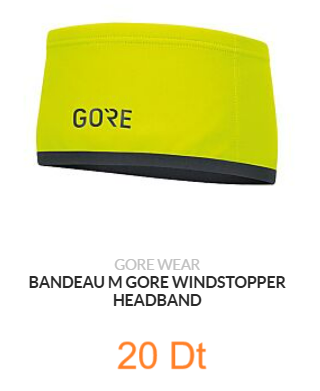 GORE
GORE WEAR
BANDEAU M GORE WINDSTOPPER
HEADBAND
20 Dt